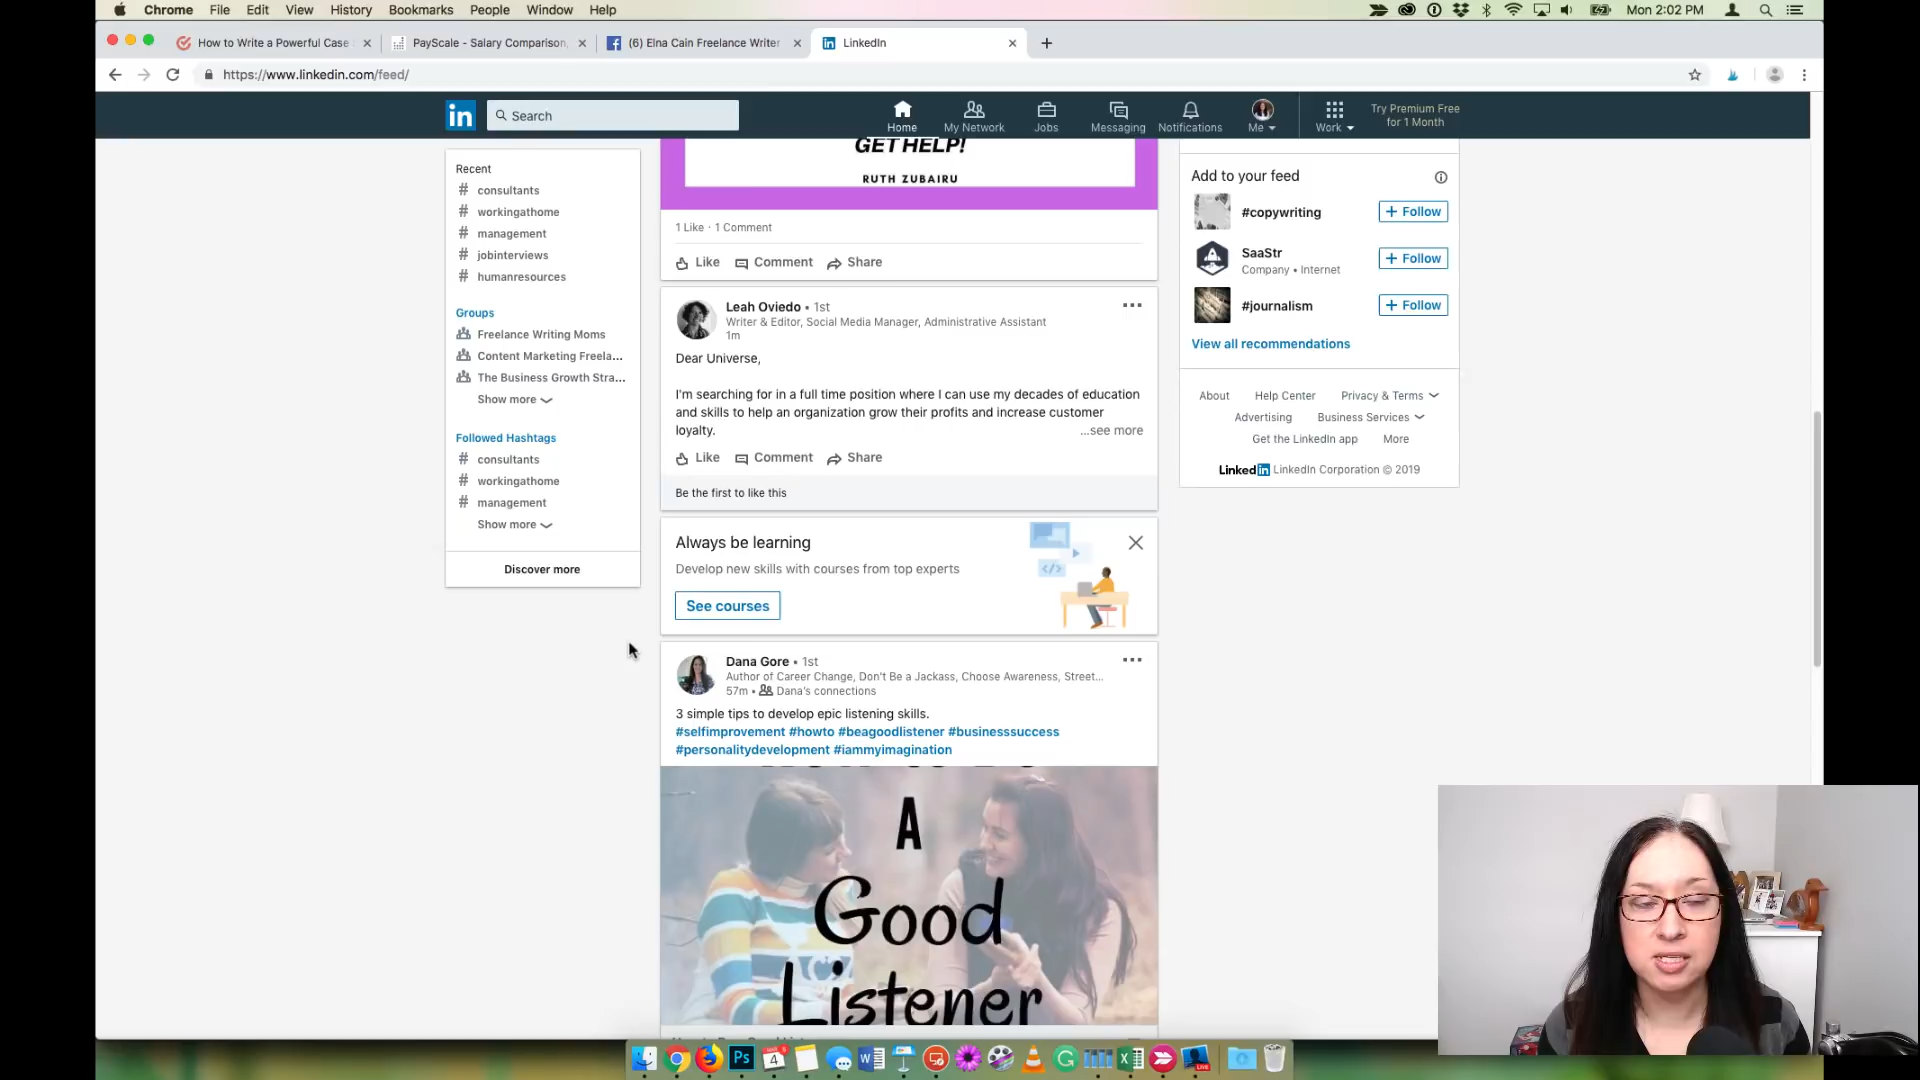 Chrome File Edit View History Bookmarks People Window Help
Mon 2:02 PM
How to Write a Powerful Case
PayScale - Salary Comparison,
(6) Elna Cain Freelance Writer
LinkedIn
https://www.linkedin.com/feed/
in
Search
Home
My Network
Jobs
Messaging
Notifications
Me
Work
Try Premium Free
for 1 Month
Recent
# consultants
# workingathome
# management
# jobinterviews
# humanresources
Groups
Freelance Writing Moms
Content Marketing Freela...
The Business Growth Stra...
Show more
Followed Hashtags
# consultants
# workingathome
# management
Show more
Discover more
GET HELP!
RUTH ZUBAIRU
1 Like · 1 Comment
Like Comment Share
Leah Oviedo • 1st
Writer & Editor, Social Media Manager, Administrative Assistant
1m
Dear Universe,
I'm searching for in a full time position where I can use my decades of education
and skills to help an organization grow their profits and increase customer
loyalty.
...see more
Like Comment Share
Be the first to like this
Always be learning
Develop new skills with courses from top experts
See courses
Dana Gore • 1st
Author of Career Change, Don't Be a Jackass, Choose Awareness, Street...
57m • Dana's connections
3 simple tips to develop epic listening skills.
#selfimprovement #howto #beagoodlistener #businesssuccess
#personalitydevelopment #iammyimagination
A
Good
Listener
Add to your feed
#copywriting
+ Follow
SaaStr
Company • Internet
+ Follow
#journalism
+ Follow
View all recommendations
About Help Center Privacy & Terms
Advertising Business Services
Get the LinkedIn app More
LinkedIn LinkedIn Corporation © 2019
Ps
4
W
X
LIVE